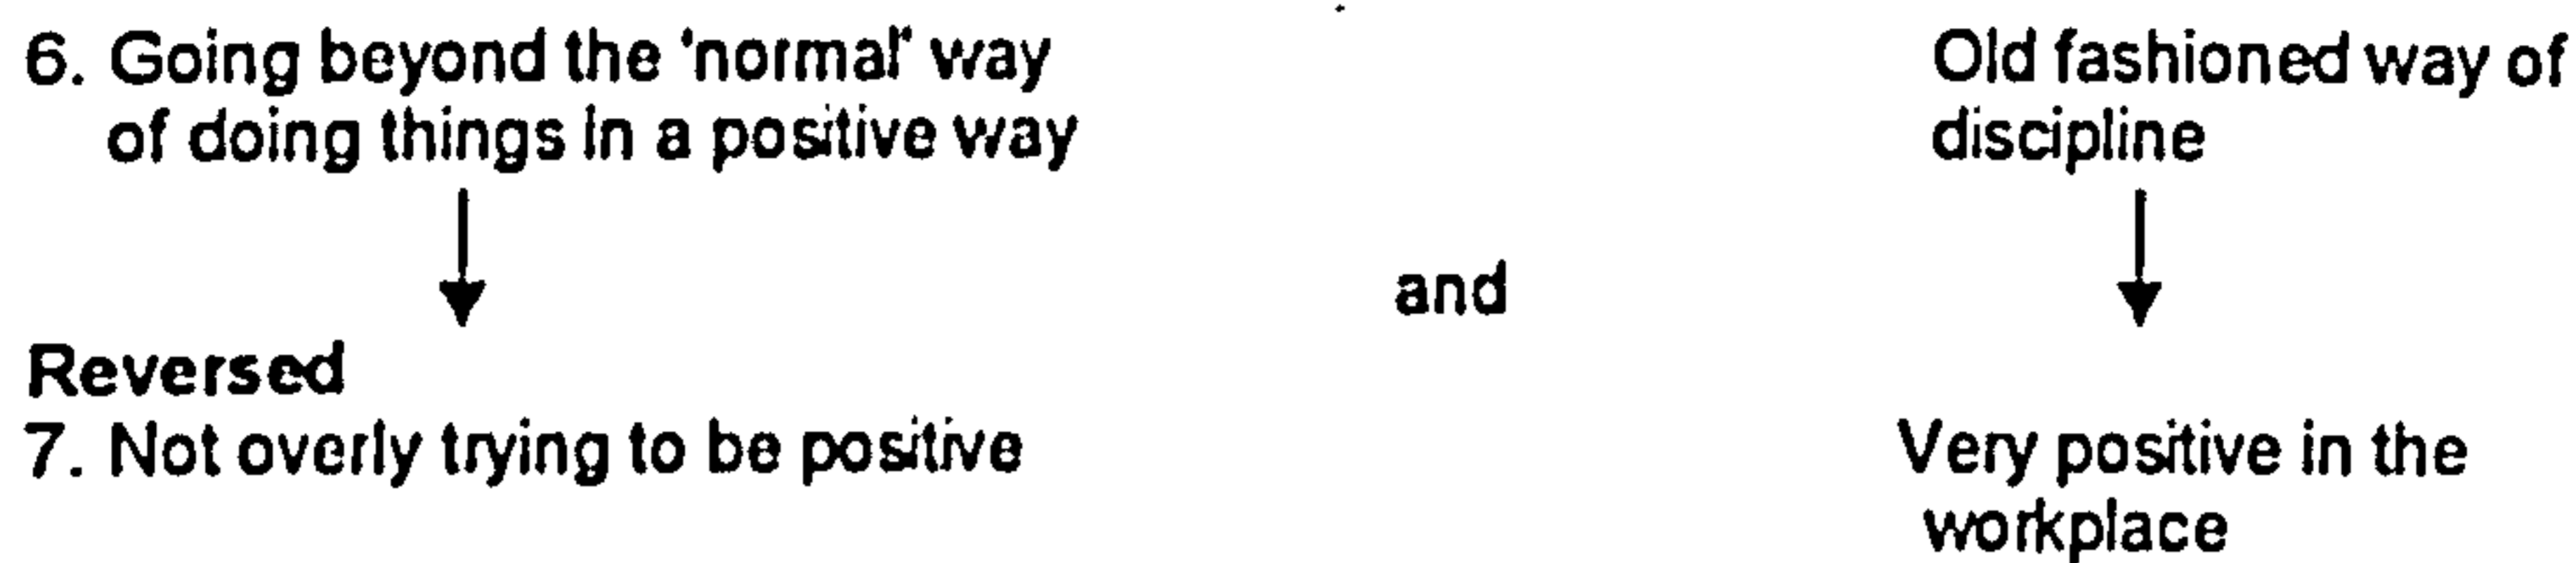 6. Going beyond the 'normal' way
of doing things in a positive way
Old fashioned way of
discipline
and
Reversed
7. Not overly trying to be positive
Very positive in the
workplace